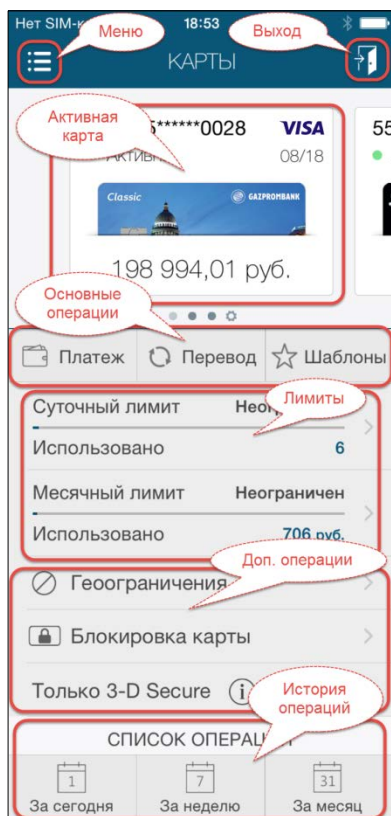 Нет SIM-к
18:53
Меню
Выход
КАРТЫ
Активная
карта
5******0028
VISA
55
08/18
Classic
GAZPROMBANK
198 994,01 руб.
Основные
операции
Платеж
Перевод
Шаблоны
Суточный лимит
Лимиты
Использовано
6
Месячный лимит
Неограничен
Использовано
706 руб.
Доп. операции
Геоограничения
Блокировка карты
Только 3-D Secure
i
История
операций
СПИСОК ОПЕРАЦ
1
7
31
За сегодня
За неделю
За месяц